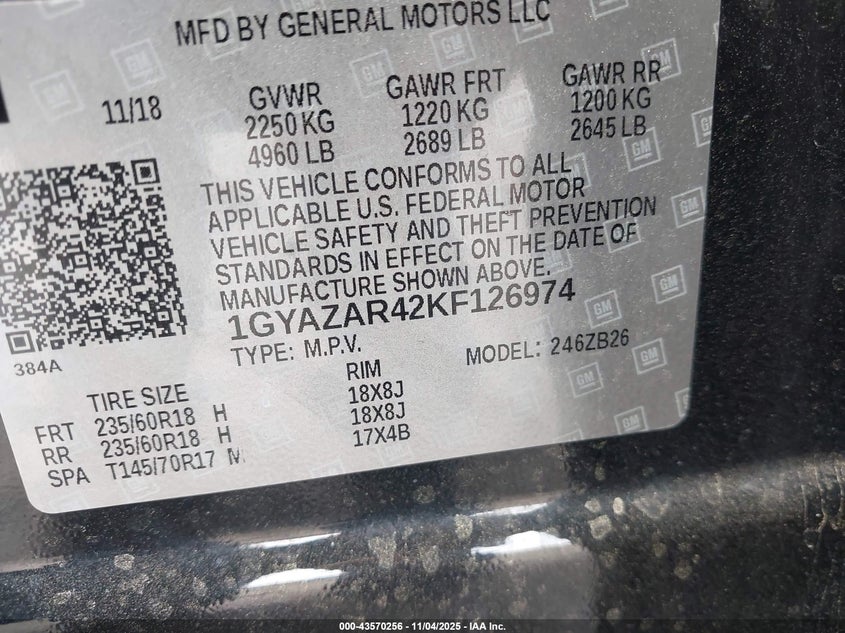 MFD BY GENERAL MOTORS LLC
11/18 GVWR GAWR FRT GAWR RR
2250 KG 1220 KG 1200 KG
4960 LB 2689 LB 2645 LB
THIS VEHICLE CONFORMS TO ALL
APPLICABLE U.S. FEDERAL MOTOR
VEHICLE SAFETY AND THEFT PREVENTION
STANDARDS IN EFFECT ON THE DATE OF
MANUFACTURE SHOWN ABOVE.
1GYAZAR42KF126974
TYPE: M.P.V. MODEL: 246ZB26
384A
TIRE SIZE RIM
FRT 235/60R18 H 18X8J
RR 235/60R18 H 18X8J
SPA T145/70R17 M 17X4B
000-43570256 - 11/04/2025 - IAA Inc.